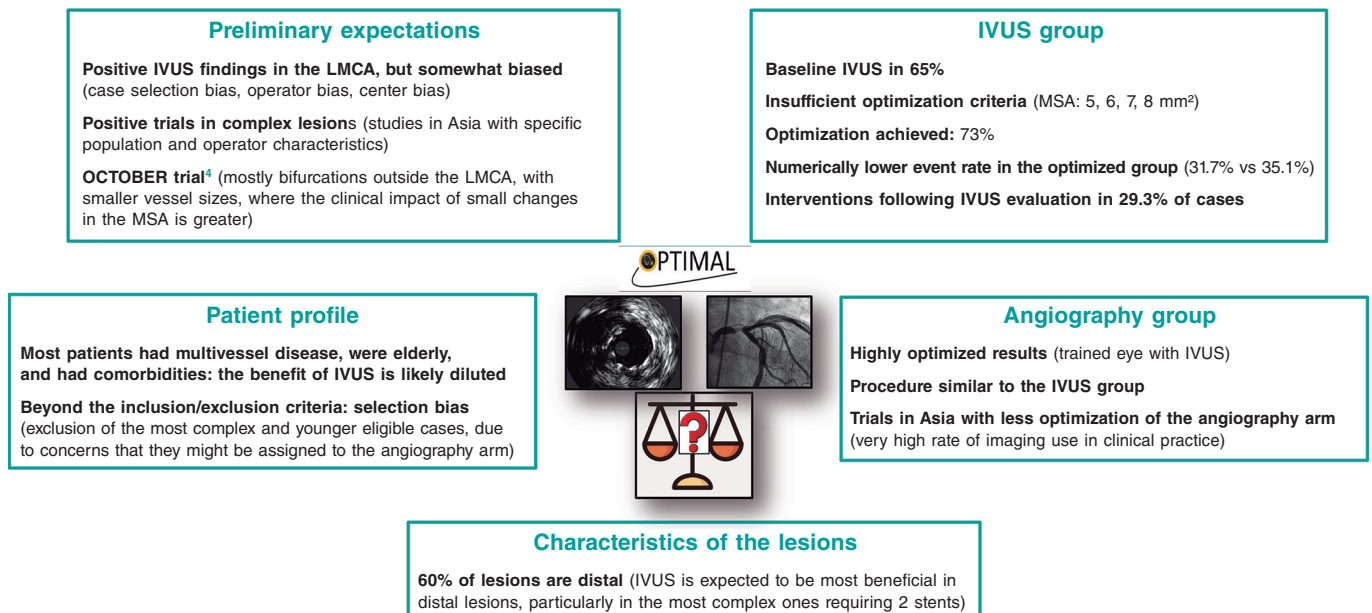 Preliminary expectations
Positive IVUS findings in the LMCA, but somewhat biased
(case selection bias, operator bias, center bias)
Positive trials in complex lesions (studies in Asia with specific
population and operator characteristics)
OCTOBER trial⁴ (mostly bifurcations outside the LMCA, with
smaller vessel sizes, where the clinical impact of small changes
in the MSA is greater)
IVUS group
Baseline IVUS in 65%
Insufficient optimization criteria (MSA: 5, 6, 7, 8 mm²)
Optimization achieved: 73%
Numerically lower event rate in the optimized group (31.7% vs 35.1%)
Interventions following IVUS evaluation in 29.3% of cases
OPTIMAL
Patient profile
Most patients had multivessel disease, were elderly,
and had comorbidities: the benefit of IVUS is likely diluted
Beyond the inclusion/exclusion criteria: selection bias
(exclusion of the most complex and younger eligible cases, due
to concerns that they might be assigned to the angiography arm)
?
Angiography group
Highly optimized results (trained eye with IVUS)
Procedure similar to the IVUS group
Trials in Asia with less optimization of the angiography arm
(very high rate of imaging use in clinical practice)
Characteristics of the lesions
60% of lesions are distal (IVUS is expected to be most beneficial in
distal lesions, particularly in the most complex ones requiring 2 stents)